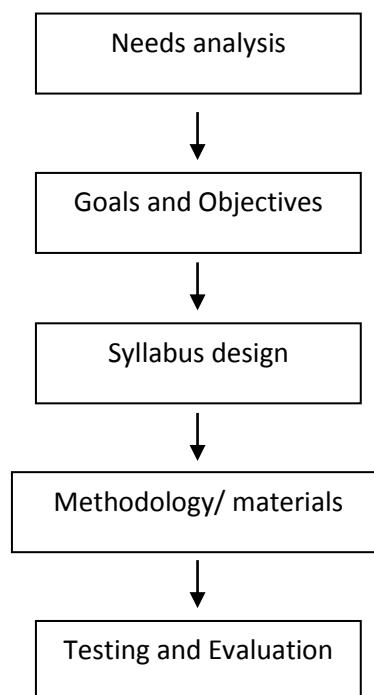 Needs analysis
Goals and Objectives
Syllabus design
Methodology/ materials
Testing and Evaluation